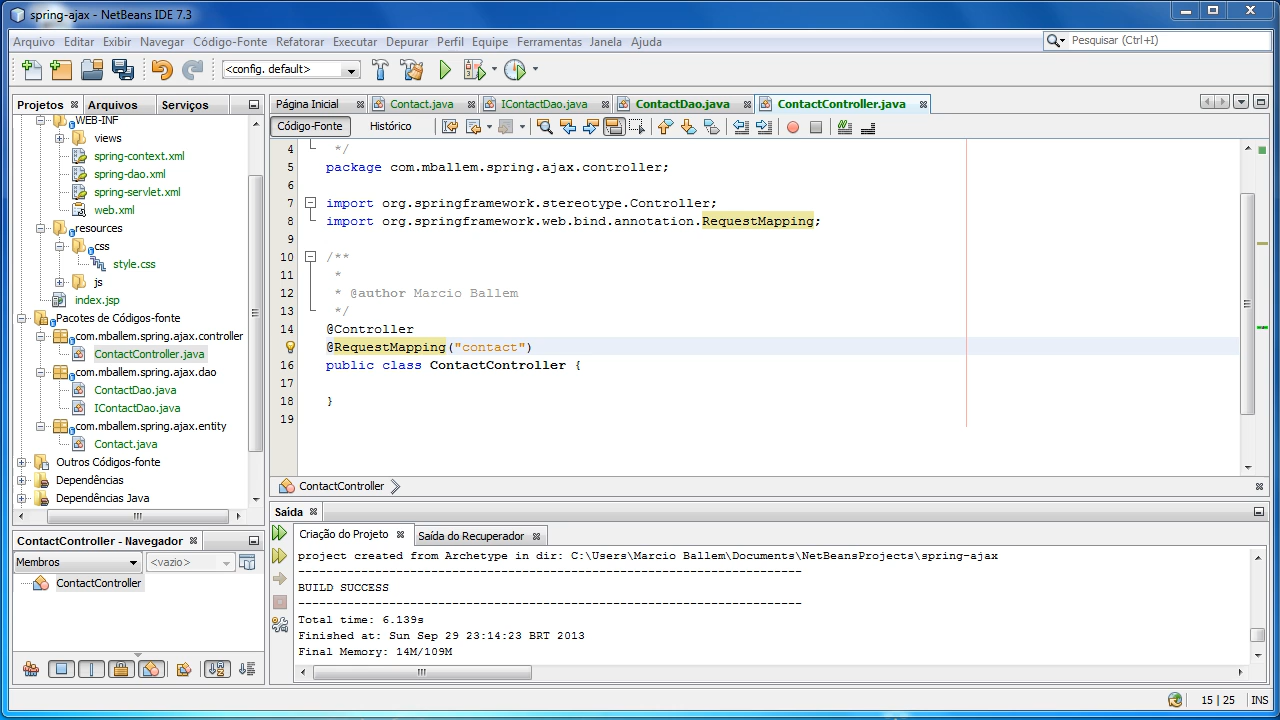 spring-ajax - NetBeans IDE 7.3
Arquivo Editar Exibir Navegar Código-Fonte Refatorar Executar Depurar Perfil Equipe Ferramentas Janela Ajuda
Pesquisar (Ctrl+I)
<config. default>
Projetos Arquivos Serviços
WEB-INF
views
spring-context.xml
spring-dao.xml
spring-servlet.xml
web.xml
resources
css
style.css
js
index.jsp
Pacotes de Códigos-fonte
com.mballem.spring.ajax.controller
ContactController.java
com.mballem.spring.ajax.dao
ContactDao.java
IContactDao.java
com.mballem.spring.ajax.entity
Contact.java
Outros Códigos-fonte
Dependências
Dependências Java
ContactController - Navegador
Membros <vazio>
ContactController
Página Inicial Contact.java IContactDao.java ContactDao.java ContactController.java
Código-Fonte Histórico
4 */
5 package com.mballem.spring.ajax.controller;
6
7 import org.springframework.stereotype.Controller;
8 import org.springframework.web.bind.annotation.RequestMapping;
9
10 /**
11 *
12 * @author Marcio Ballem
13 */
14 @Controller
@RequestMapping("contact")
16 public class ContactController {
17
18 }
19
ContactController
Saída
Criação do Projeto Saída do Recuperador
project created from Archetype in dir: C:\Users\Marcio Ballem\Documents\NetBeansProjects\spring-ajax
------------------------------------------------------------------------
BUILD SUCCESS
------------------------------------------------------------------------
Total time: 6.139s
Finished at: Sun Sep 29 23:14:23 BRT 2013
Final Memory: 14M/109M
15 | 25 INS